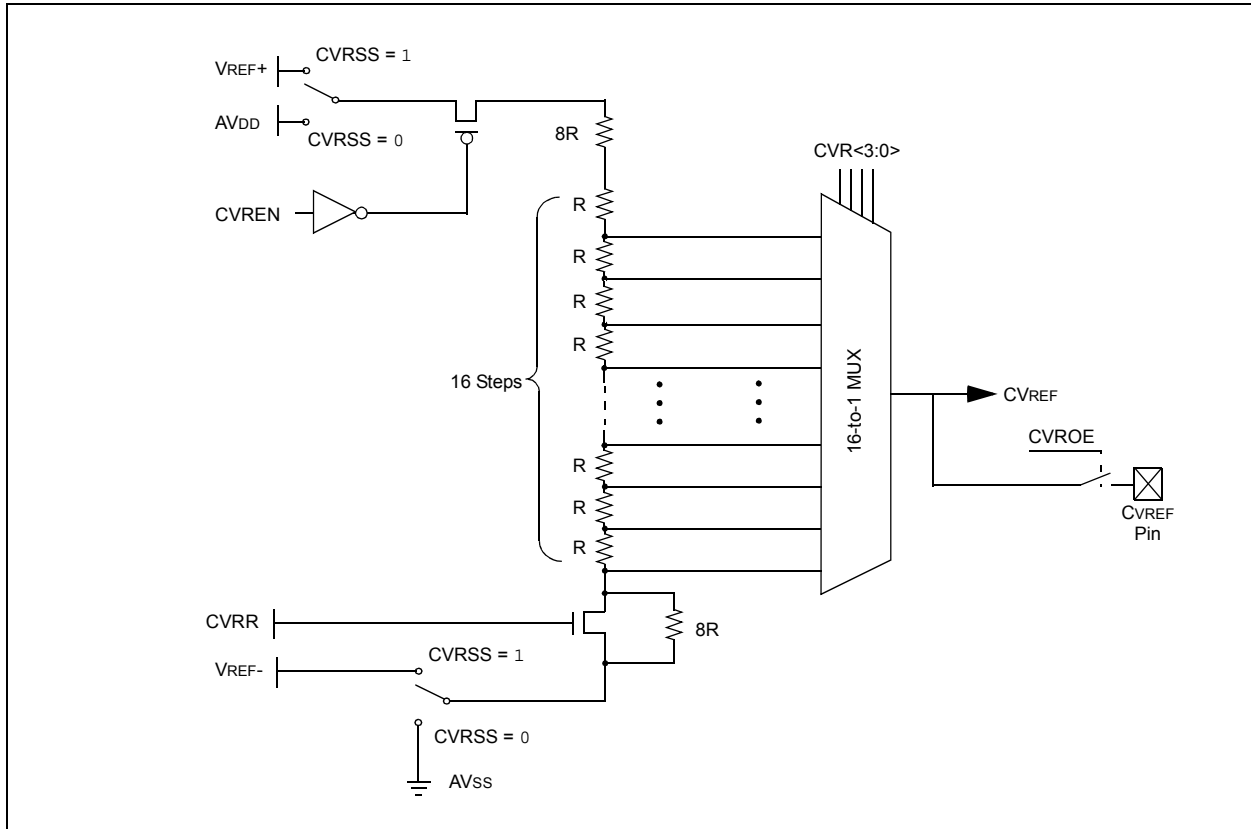 CVRSS = 1
VREF+
AVDD
CVRSS = 0
8R
CVR<3:0>
CVREN
R
R
R
R
16 Steps
16-to-1 MUX
CVREF
CVROE
CVREF
Pin
R
R
R
CVRR
8R
CVRSS = 1
VREF-
CVRSS = 0
AVSS